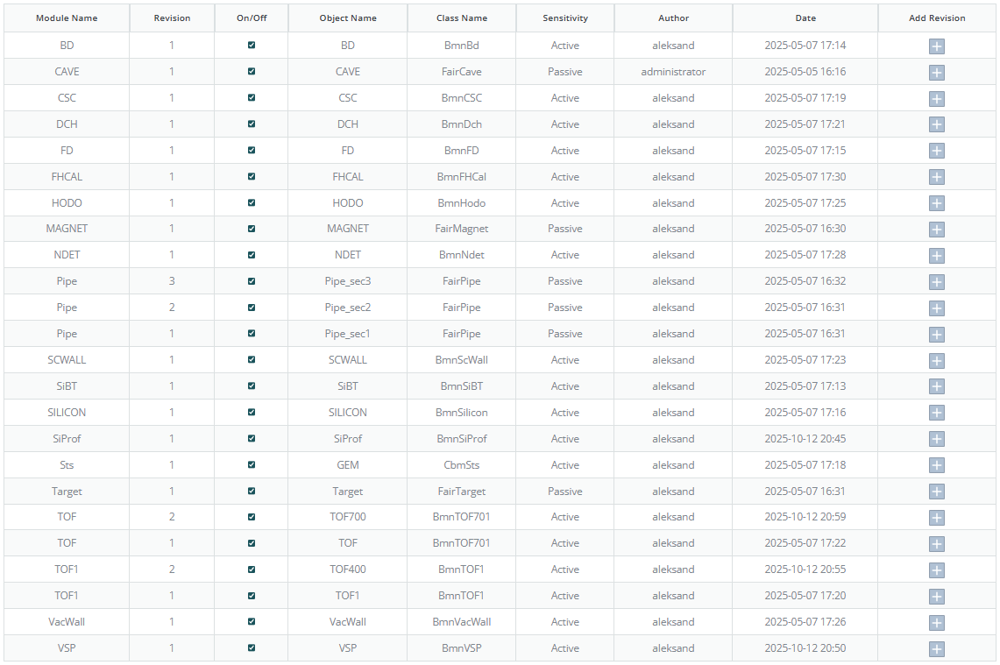 Module Name Revision On/Off Object Name Class Name Sensitivity Author Date Add Revision
BD 1 BD BmnBd Active aleksand 2025-05-07 17:14
CAVE 1 CAVE FairCave Passive administrator 2025-05-05 16:16
CSC 1 CSC BmnCSC Active aleksand 2025-05-07 17:19
DCH 1 DCH BmnDch Active aleksand 2025-05-07 17:21
FD 1 FD BmnFD Active aleksand 2025-05-07 17:15
FHCAL 1 FHCAL BmnFHCal Active aleksand 2025-05-07 17:30
HODO 1 HODO BmnHodo Active aleksand 2025-05-07 17:25
MAGNET 1 MAGNET FairMagnet Passive aleksand 2025-05-07 16:30
NDET 1 NDET BmnNdet Active aleksand 2025-05-07 17:28
Pipe 3 Pipe_sec3 FairPipe Passive aleksand 2025-05-07 16:32
Pipe 2 Pipe_sec2 FairPipe Passive aleksand 2025-05-07 16:31
Pipe 1 Pipe_sec1 FairPipe Passive aleksand 2025-05-07 16:31
SCWALL 1 SCWALL BmnScWall Active aleksand 2025-05-07 17:23
SiBT 1 SiBT BmnSiBT Active aleksand 2025-05-07 17:13
SILICON 1 SILICON BmnSilicon Active aleksand 2025-05-07 17:16
SiProf 1 SiProf BmnSiProf Active aleksand 2025-10-12 20:45
Sts 1 GEM CbmSts Active aleksand 2025-05-07 17:18
Target 1 Target FairTarget Passive aleksand 2025-05-07 16:31
TOF 2 TOF700 BmnTOF701 Active aleksand 2025-10-12 20:59
TOF 1 TOF BmnTOF701 Active aleksand 2025-05-07 17:22
TOF1 2 TOF400 BmnTOF1 Active aleksand 2025-10-12 20:55
TOF1 1 TOF1 BmnTOF1 Active aleksand 2025-05-07 17:20
VacWall 1 VacWall BmnVacWall Active aleksand 2025-05-07 17:26
VSP 1 VSP BmnVSP Active aleksand 2025-10-12 20:50